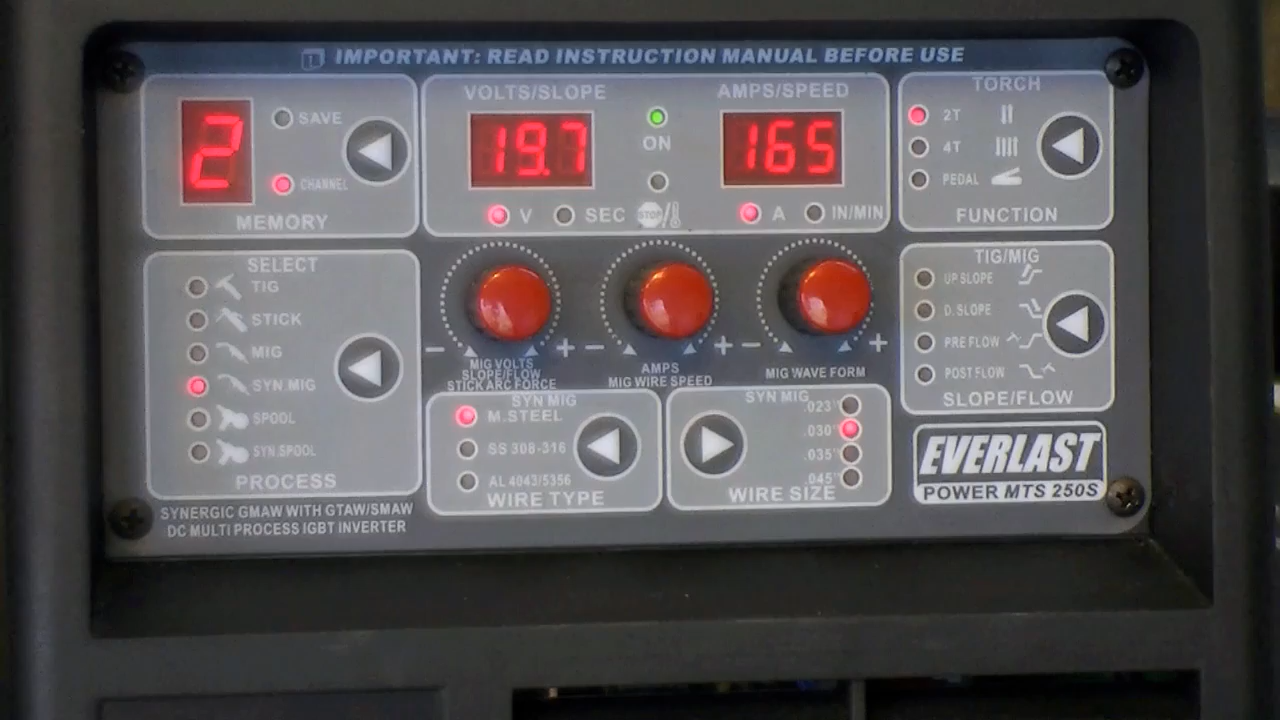 IMPORTANT: READ INSTRUCTION MANUAL BEFORE USE
2
SAVE
CHANNEL
MEMORY
VOLTS/SLOPE
19.7
V
SEC
ON
STOP
AMPS/SPEED
165
A
IN/MIN
TORCH
2T
4T
PEDAL
FUNCTION
SELECT
TIG
STICK
MIG
SYN MIG
SPOOL
SYN.SPOOL
PROCESS
SYNERGIC GMAW WITH GTAW/SMAW
DC MULTI PROCESS IGBT INVERTER
− +
MIG VOLTS
SLOPE/FLOW
STICK ARC FORCE
− +
AMPS
MIG WIRE SPEED
− +
MIG WAVE FORM
SYN MIG
M.STEEL
SS 308-316
AL 4043/5356
WIRE TYPE
SYN MIG
.023"
.030"
.035"
.045"
WIRE SIZE
TIG/MIG
UP SLOPE
D. SLOPE
PRE FLOW
POST FLOW
SLOPE/FLOW
EVERLAST
POWER MTS 250S